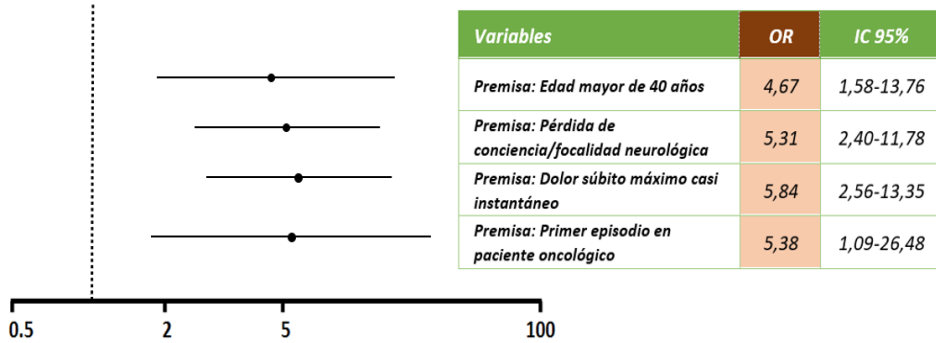 Variables OR IC 95%
Premisa: Edad mayor de 40 años 4,67 1,58-13,76
Premisa: Pérdida de
conciencia/focalidad neurológica 5,31 2,40-11,78
Premisa: Dolor súbito máximo casi
instantáneo 5,84 2,56-13,35
Premisa: Primer episodio en
paciente oncológico 5,38 1,09-26,48
0.5 2 5 100